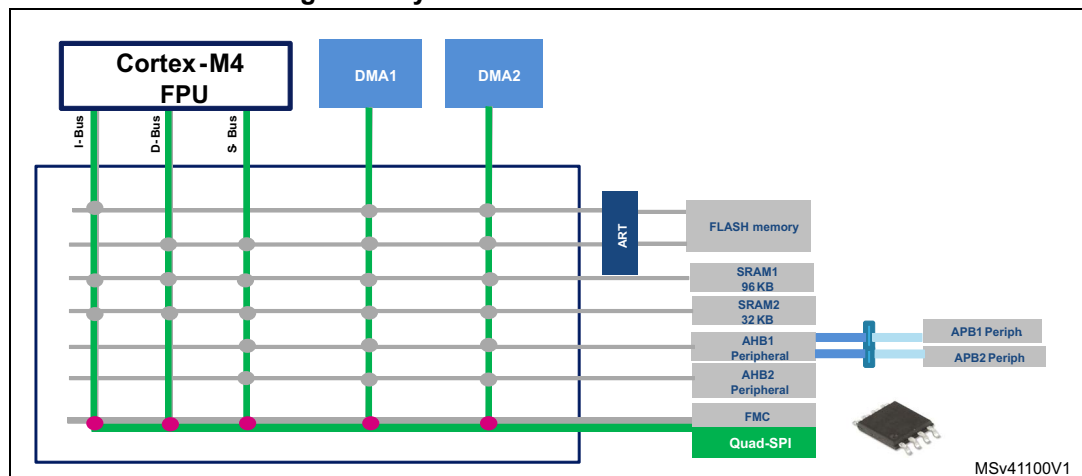 Cortex-M4
FPU
DMA1
DMA2
I-Bus
D-Bus
S- Bus
ART
FLASH memory
SRAM1
96 KB
SRAM2
32 KB
AHB1
Peripheral
APB1 Periph.
APB2 Periph
AHB2
Peripheral
FMC
Quad-SPI
MSv41100V1